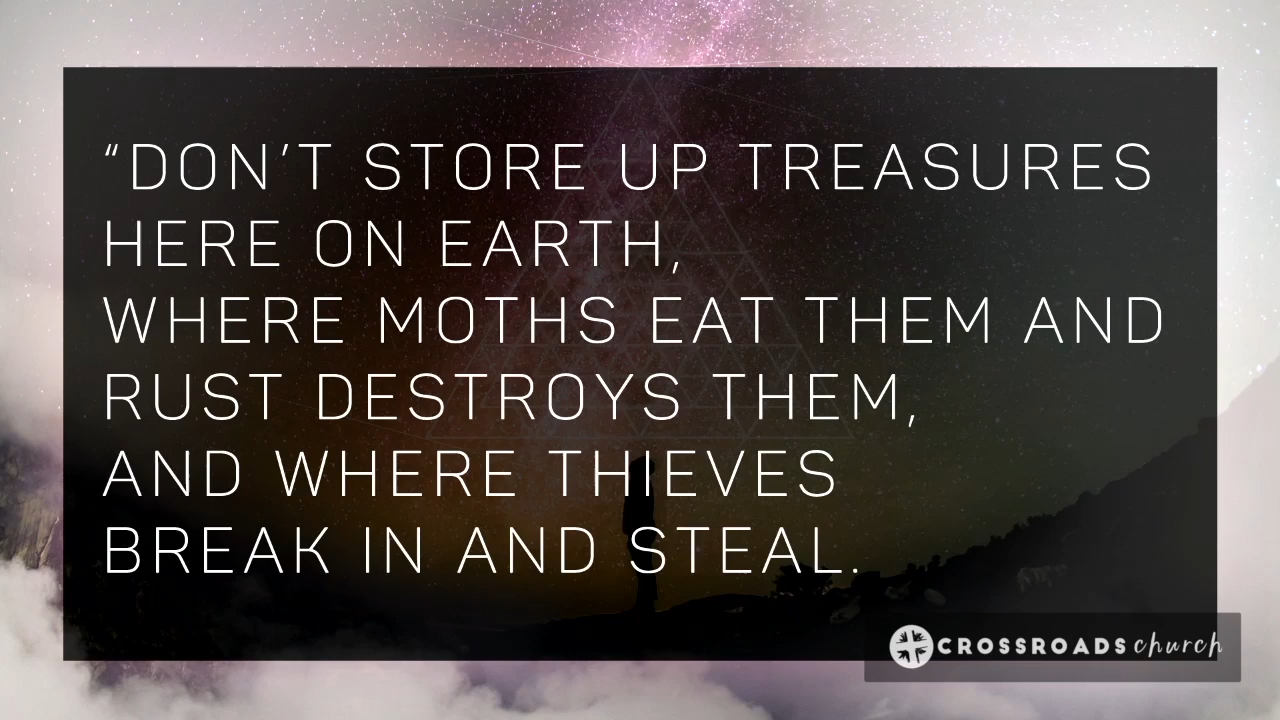 “DON’T STORE UP TREASURES
HERE ON EARTH,
WHERE MOTHS EAT THEM AND
RUST DESTROYS THEM,
AND WHERE THIEVES
BREAK IN AND STEAL.
CROSSROADS church